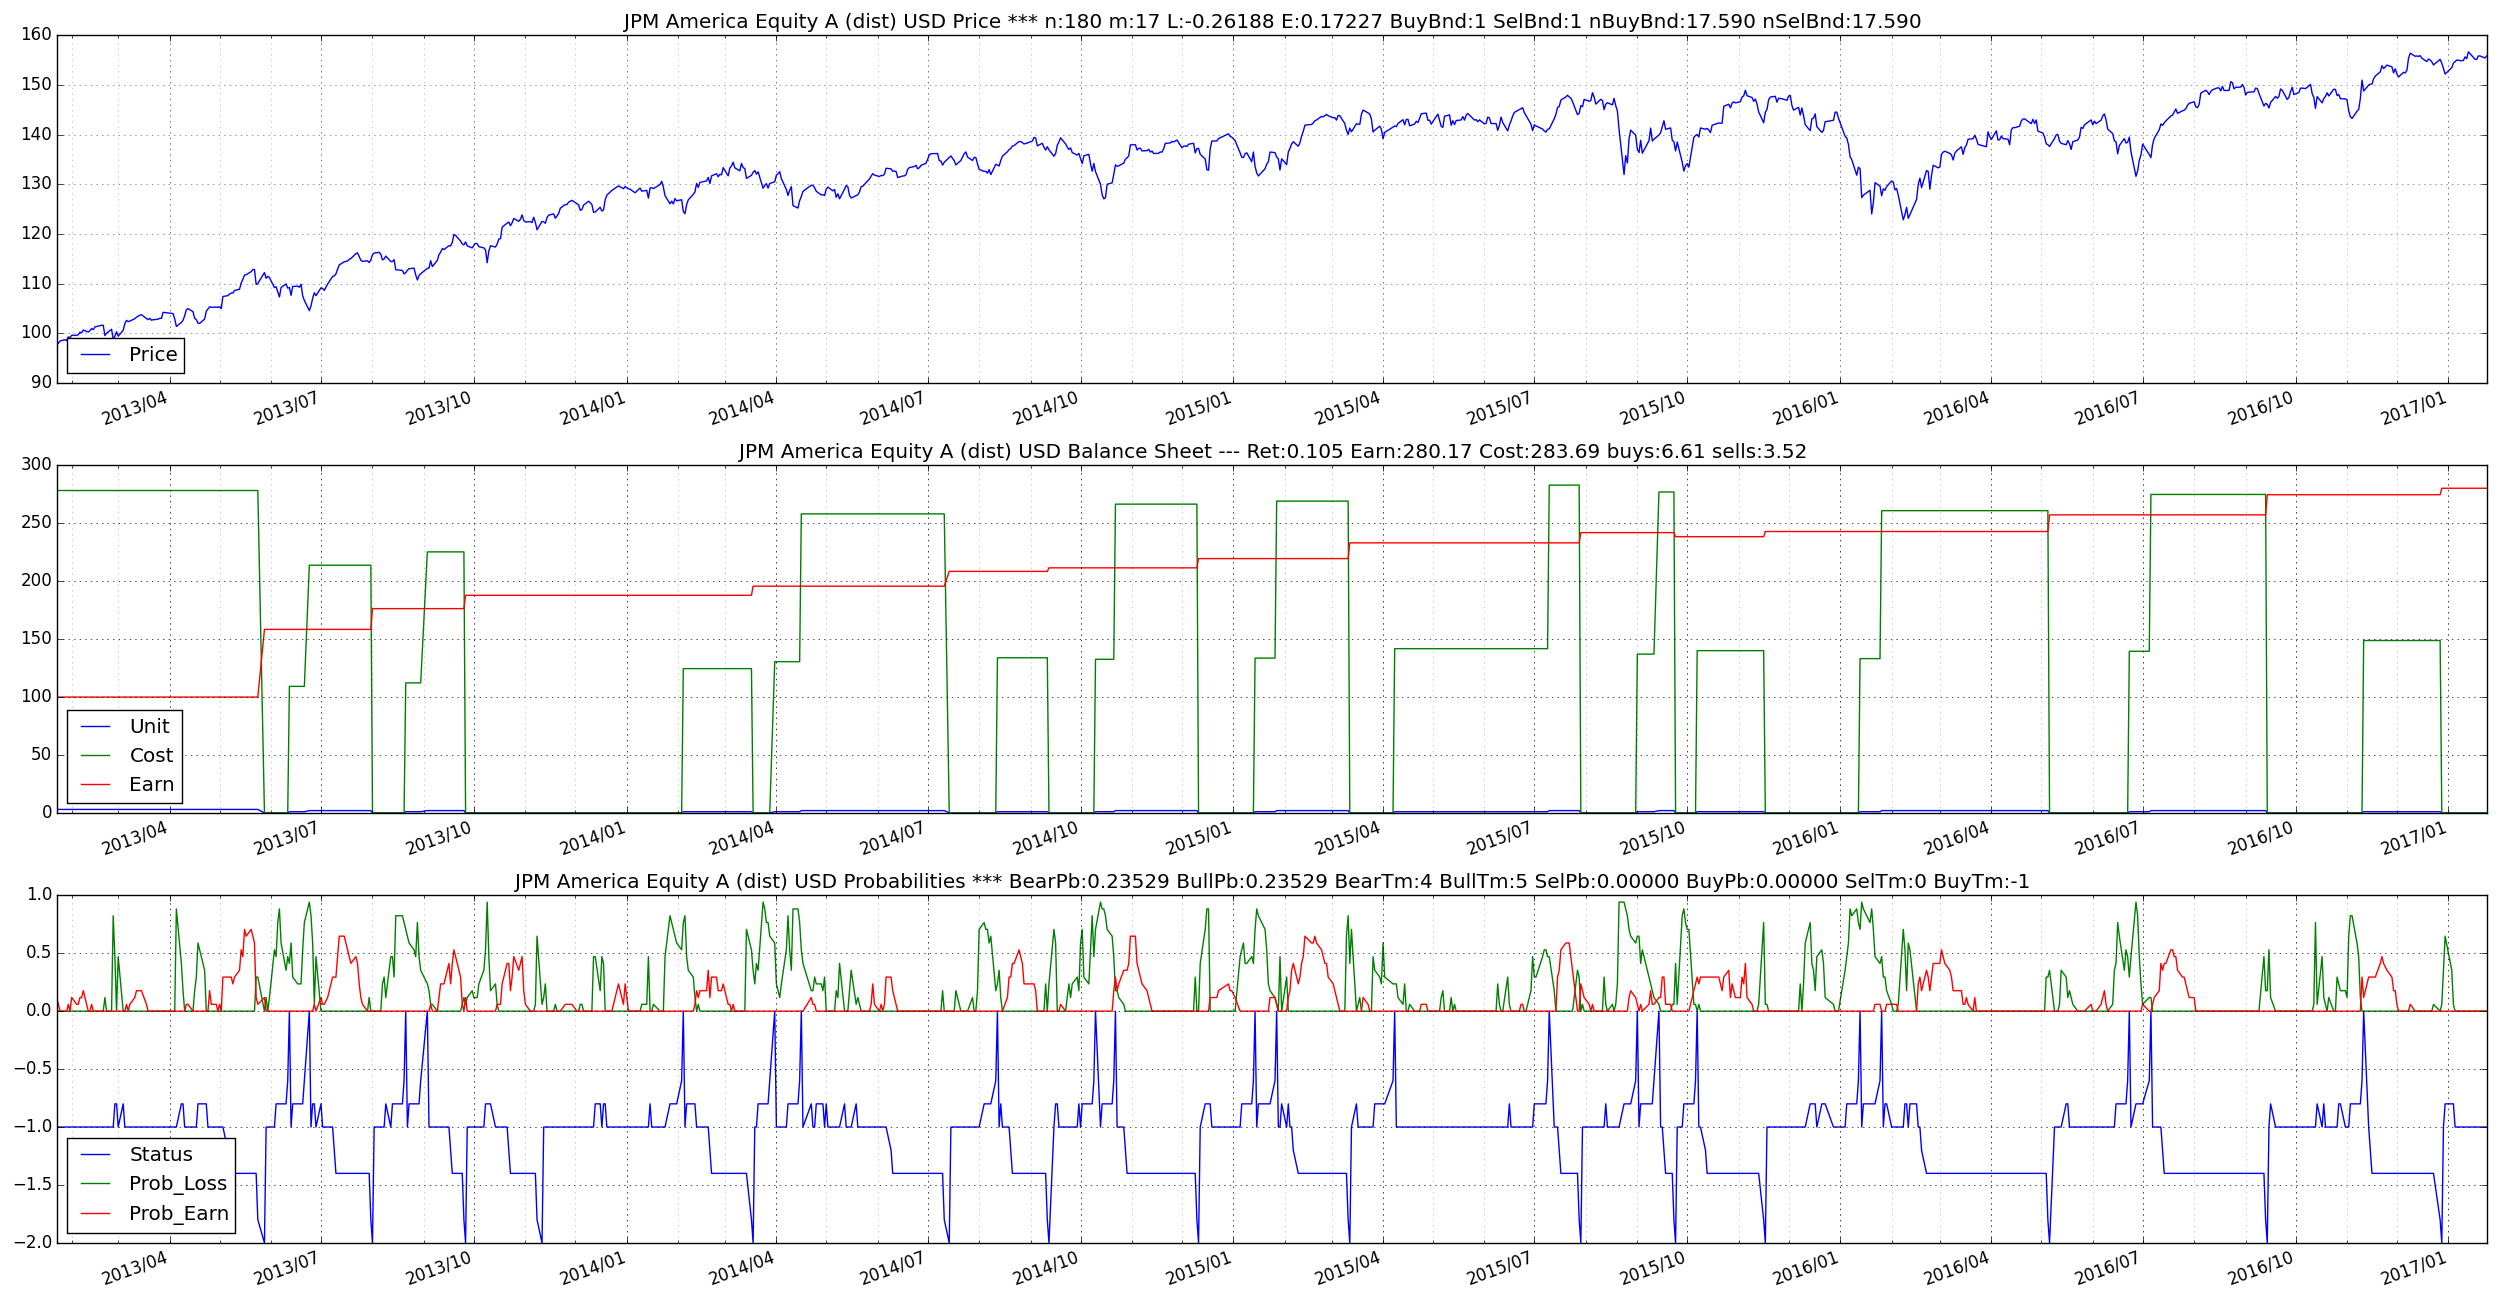 JPM America Equity A (dist) USD Price *** n:180 m:17 L:-0.26188 E:0.17227 BuyBnd:1 SelBnd:1 nBuyBnd:17.590 nSelBnd:17.590
160
150
140
130
120
110
100
90
Price
2013/04 2013/07 2013/10 2014/01 2014/04 2014/07 2014/10 2015/01 2015/04 2015/07 2015/10 2016/01 2016/04 2016/07 2016/10 2017/01
JPM America Equity A (dist) USD Balance Sheet --- Ret:0.105 Earn:280.17 Cost:283.69 buys:6.61 sells:3.52
300
250
200
150
100
50
0
Unit
Cost
Earn
2013/04 2013/07 2013/10 2014/01 2014/04 2014/07 2014/10 2015/01 2015/04 2015/07 2015/10 2016/01 2016/04 2016/07 2016/10 2017/01
JPM America Equity A (dist) USD Probabilities *** BearPb:0.23529 BullPb:0.23529 BearTm:4 BullTm:5 SelPb:0.00000 BuyPb:0.00000 SelTm:0 BuyTm:-1
1.0
0.5
0.0
−0.5
−1.0
−1.5
−2.0
Status
Prob_Loss
Prob_Earn
2013/04 2013/07 2013/10 2014/01 2014/04 2014/07 2014/10 2015/01 2015/04 2015/07 2015/10 2016/01 2016/04 2016/07 2016/10 2017/01